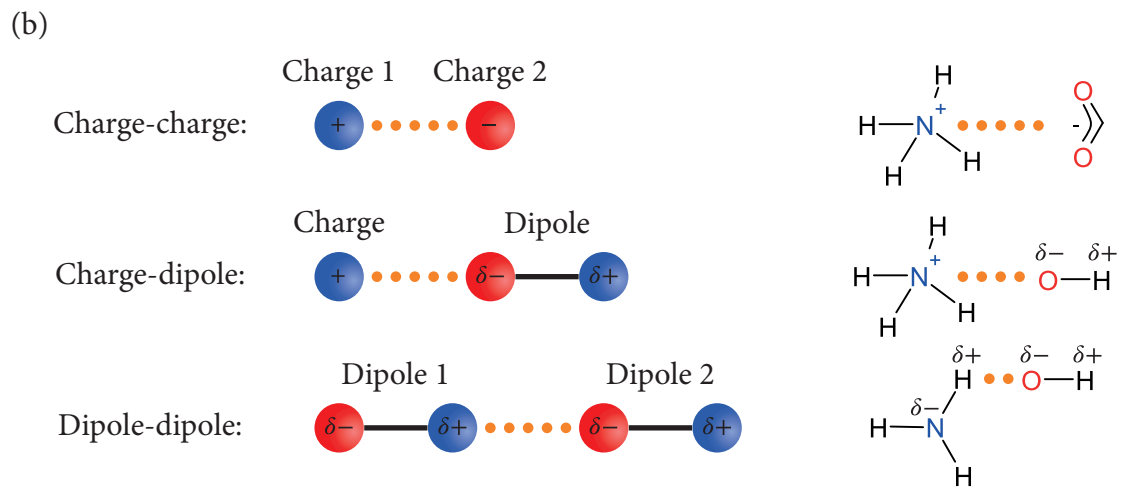 (b)
Charge 1 Charge 2
Charge-charge:
+ −
H
H N + - O
O
H H
Charge Dipole
Charge-dipole:
+ δ− δ+
H
H N + δ− δ+
O H
H H
Dipole 1 Dipole 2
Dipole-dipole:
δ− δ+ δ− δ+
δ+ δ− δ+
H O H
δ−
H N
H